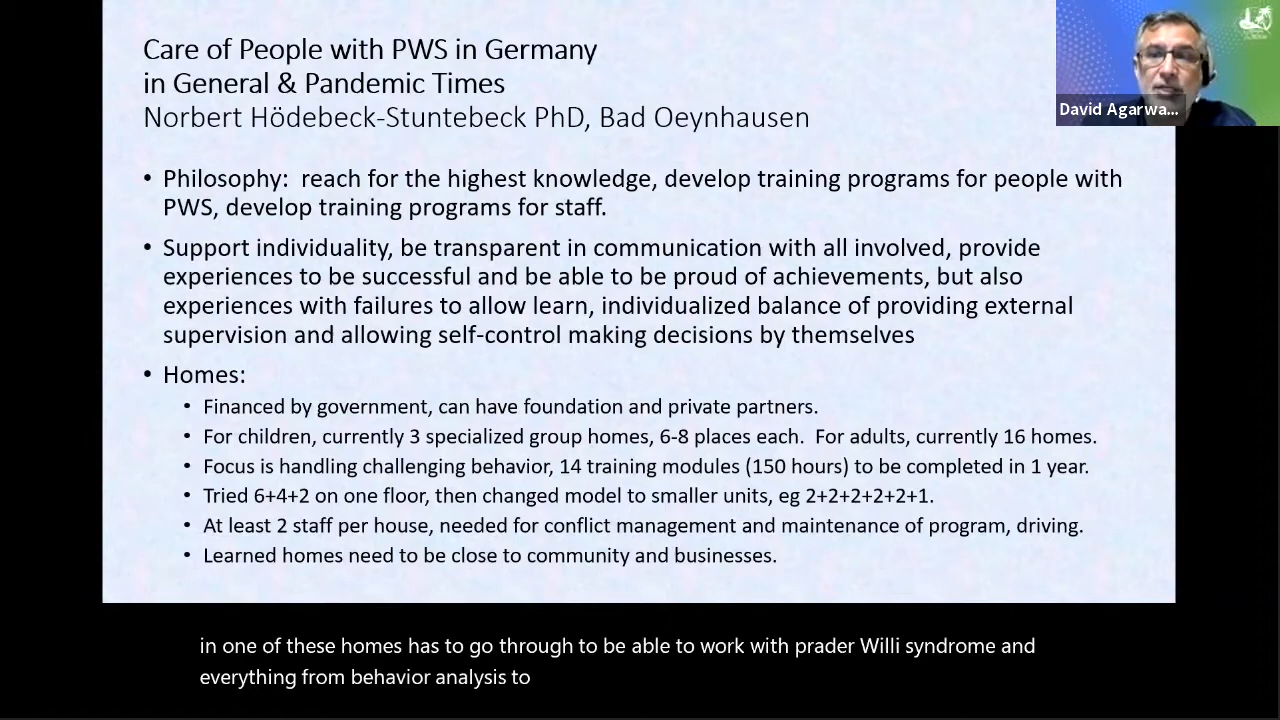 Care of People with PWS in Germany
in General & Pandemic Times
Norbert Hödebeck-Stuntebeck PhD, Bad Oeynhausen
David Agarwa...
• Philosophy: reach for the highest knowledge, develop training programs for people with
PWS, develop training programs for staff.
• Support individuality, be transparent in communication with all involved, provide
experiences to be successful and be able to be proud of achievements, but also
experiences with failures to allow learn, individualized balance of providing external
supervision and allowing self-control making decisions by themselves
• Homes:
• Financed by government, can have foundation and private partners.
• For children, currently 3 specialized group homes, 6-8 places each. For adults, currently 16 homes.
• Focus is handling challenging behavior, 14 training modules (150 hours) to be completed in 1 year.
• Tried 6+4+2 on one floor, then changed model to smaller units, eg 2+2+2+2+2+1.
• At least 2 staff per house, needed for conflict management and maintenance of program, driving.
• Learned homes need to be close to community and businesses.
in one of these homes has to go through to be able to work with prader Willi syndrome and
everything from behavior analysis to